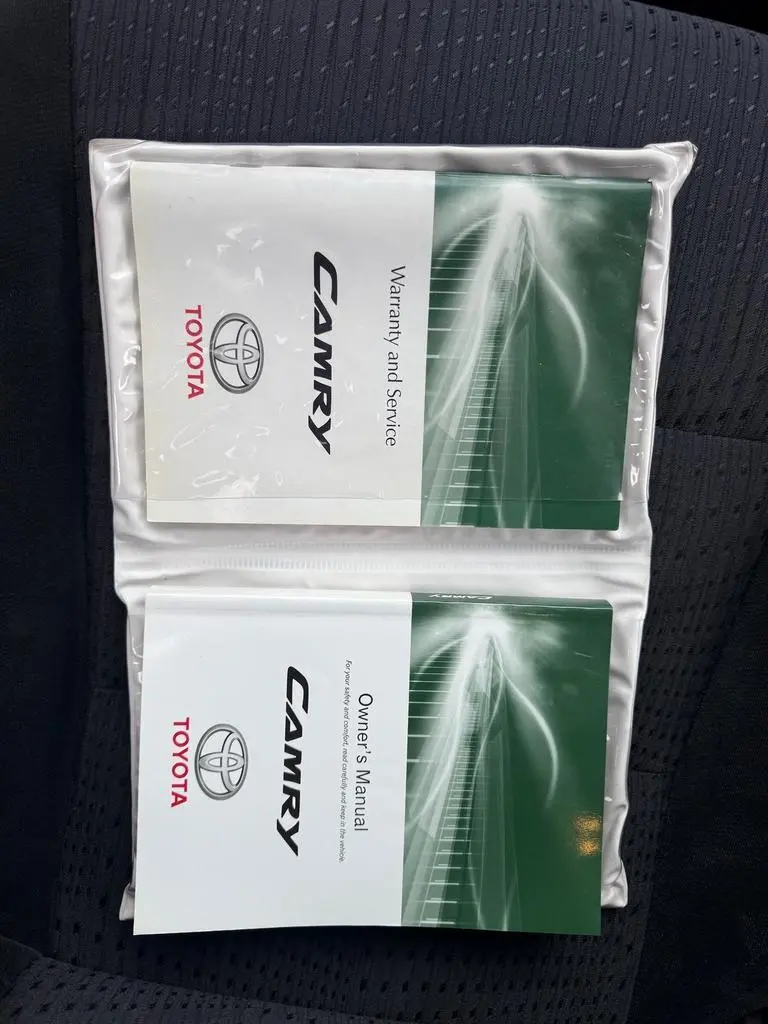 Warranty and Service
CAMRY
TOYOTA
CAMRY
Owner's Manual
For your safety and comfort, read carefully and keep in the vehicle.
CAMRY
TOYOTA